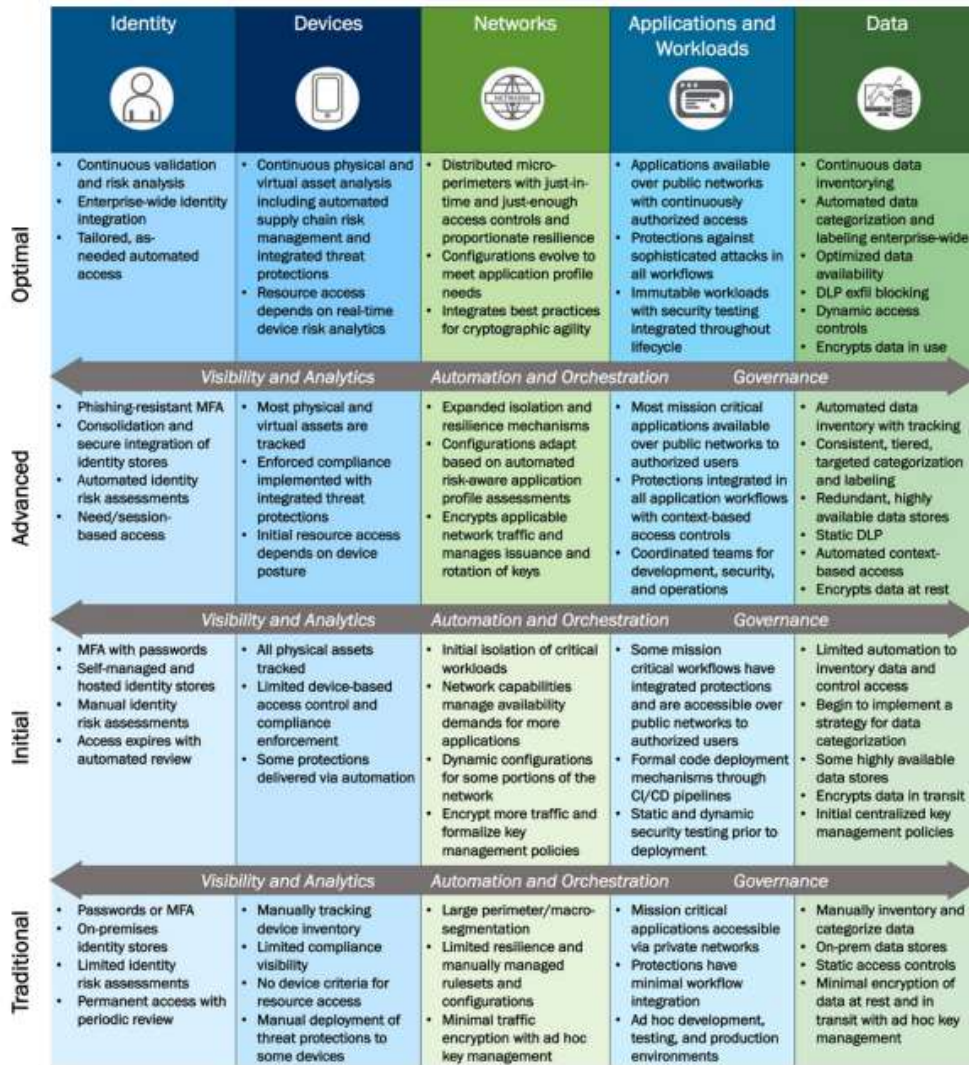 Identity
Devices
Networks
Applications and
Workloads
Data
NETWORK
Optimal
• Continuous validation
and risk analysis
• Enterprise-wide identity
integration
• Tailored, as-
needed automated
access
• Continuous physical and
virtual asset analysis
including automated
supply chain risk
management and
integrated threat
protections
• Resource access
depends on real-time
device risk analytics
• Distributed micro-
perimeters with just-in-
time and just-enough
access controls and
proportionate resilience
• Configurations evolve to
meet application profile
needs
• Integrates best practices
for cryptographic agility
• Applications available
over public networks
with continuously
authorized access
• Protections against
sophisticated attacks in
all workflows
• Immutable workloads
with security testing
integrated throughout
lifecycle
• Continuous data
inventorying
• Automated data
categorization and
labeling enterprise-wide
• Optimized data
availability
• DLP exfil blocking
• Dynamic access
controls
• Encrypts data in use
Visibility and Analytics Automation and Orchestration Governance
Advanced
• Phishing-resistant MFA
• Consolidation and
secure integration of
identity stores
• Automated identity
risk assessments
• Need/session-
based access
• Most physical and
virtual assets are
tracked
• Enforced compliance
implemented with
integrated threat
protections
• Initial resource access
depends on device
posture
• Expanded isolation and
resilience mechanisms
• Configurations adapt
based on automated
risk-aware application
profile assessments
• Encrypts applicable
network traffic and
manages issuance and
rotation of keys
• Most mission critical
applications available
over public networks to
authorized users
• Protections integrated in
all application workflows
with context-based
access controls
• Coordinated teams for
development, security,
and operations
• Automated data
inventory with tracking
• Consistent, tiered,
targeted categorization
and labeling
• Redundant, highly
available data stores
• Static DLP
• Automated context-
based access
• Encrypts data at rest
Visibility and Analytics Automation and Orchestration Governance
Initial
• MFA with passwords
• Self-managed and
hosted identity stores
• Manual identity
risk assessments
• Access expires with
automated review
• All physical assets
tracked
• Limited device-based
access control and
compliance
enforcement
• Some protections
delivered via automation
• Initial isolation of critical
workloads
• Network capabilities
manage availability
demands for more
applications
• Dynamic configurations
for some portions of the
network
• Encrypt more traffic and
formalize key
management policies
• Some mission
critical workflows have
integrated protections
and are accessible over
public networks to
authorized users
• Formal code deployment
mechanisms through
CI/CD pipelines
• Static and dynamic
security testing prior to
deployment
• Limited automation to
inventory data and
control access
• Begin to implement a
strategy for data
categorization
• Some highly available
data stores
• Encrypts data in transit
• Initial centralized key
management policies
Visibility and Analytics Automation and Orchestration Governance
Traditional
• Passwords or MFA
• On-premises
identity stores
• Limited identity
risk assessments
• Permanent access with
periodic review
• Manually tracking
device inventory
• Limited compliance
visibility
• No device criteria for
resource access
• Manual deployment of
threat protections to
some devices
• Large perimeter/macro-
segmentation
• Limited resilience and
manually managed
rulesets and
configurations
• Minimal traffic
encryption with ad hoc
key management
• Mission critical
applications accessible
via private networks
• Protections have
minimal workflow
integration
• Ad hoc development,
testing, and production
environments
• Manually inventory and
categorize data
• On-prem data stores
• Static access controls
• Minimal encryption of
data at rest and in
transit with ad hoc key
management